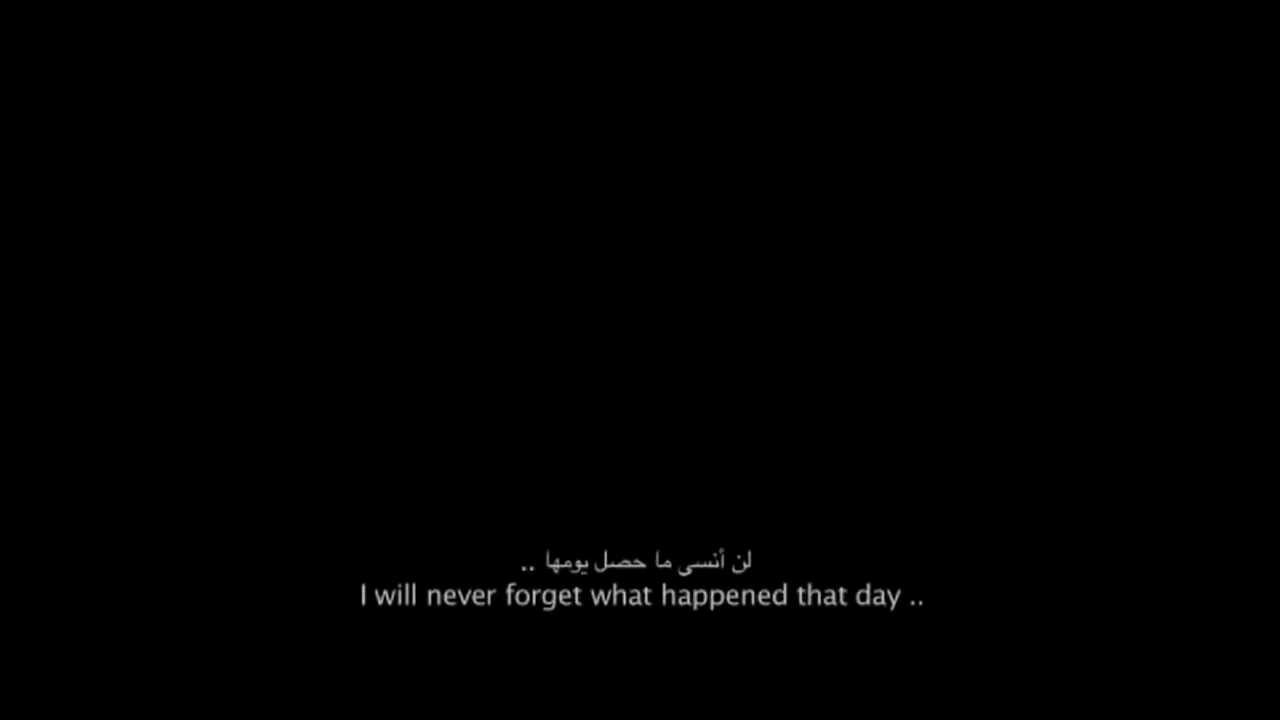 لن أنسى ما حصل يومها ..
I will never forget what happened that day ..